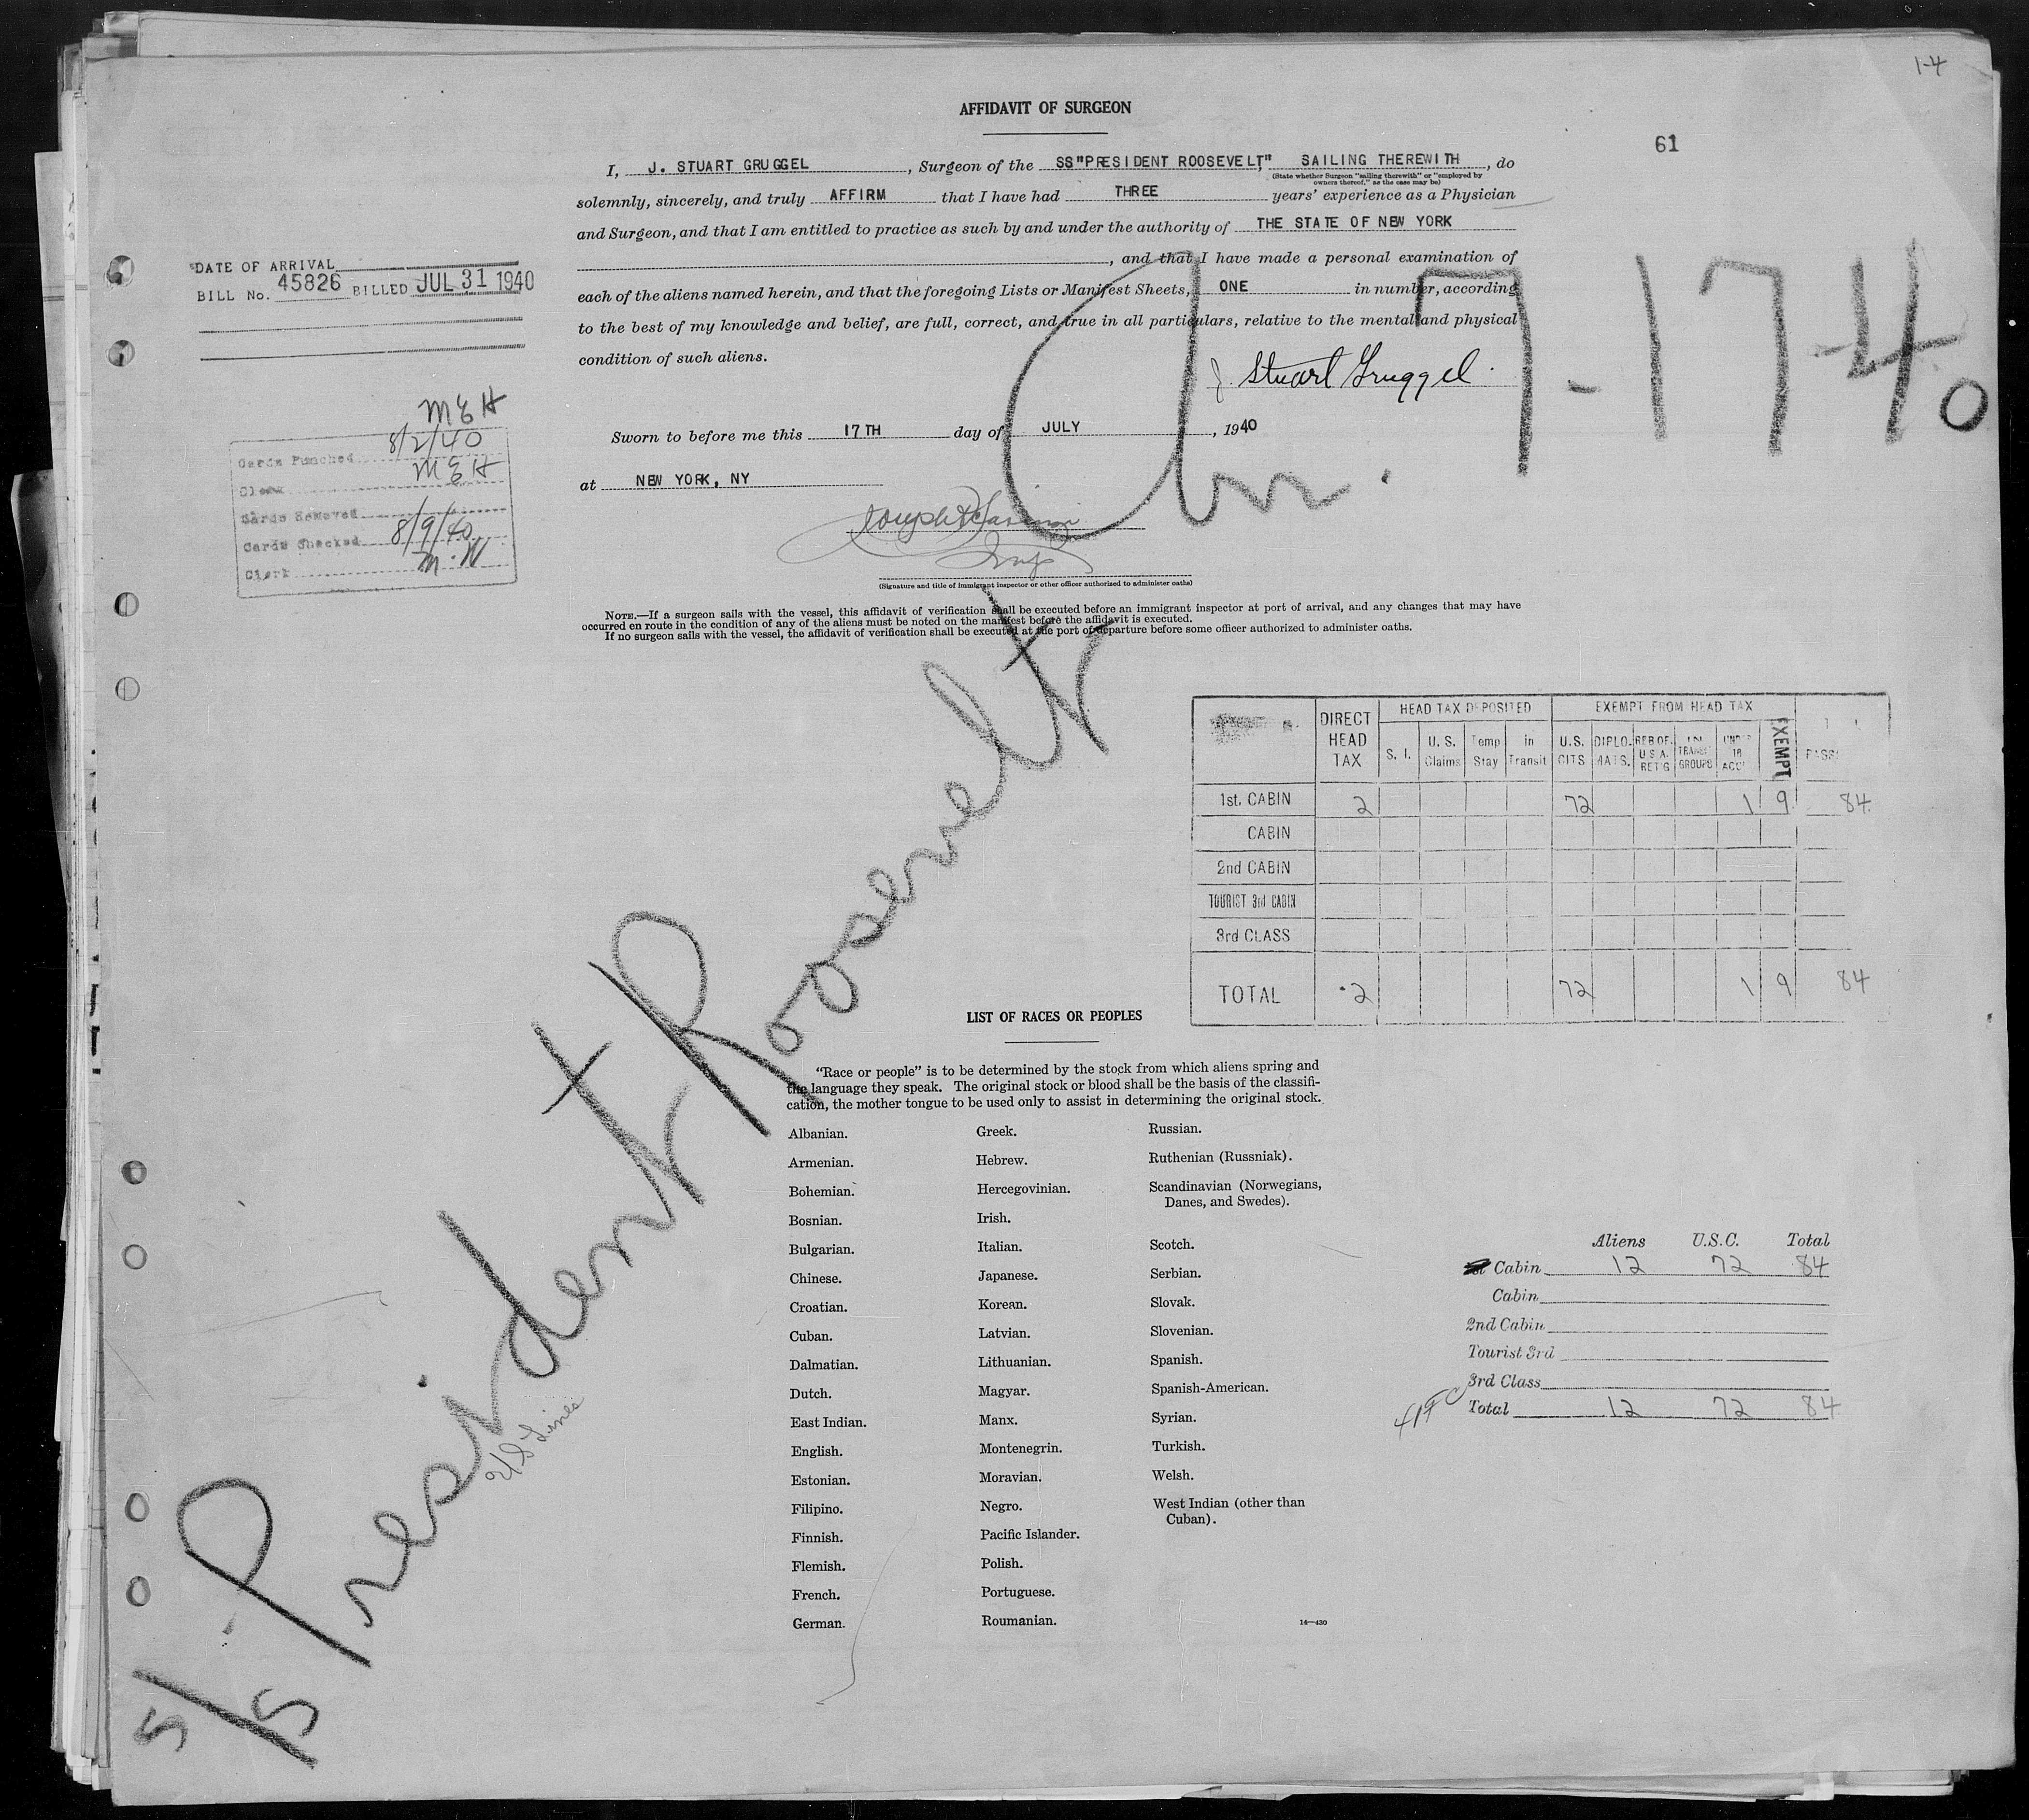 1-4
AFFIDAVIT OF SURGEON
61
I, J. STUART GRUGGEL, Surgeon of the SS"PRESIDENT ROOSEVELT," SAILING THEREWITH, do
(State whether Surgeon "sailing therewith" or "employed by
owners thereof," as the case may be)
solemnly, sincerely, and truly AFFIRM that I have had THREE years' experience as a Physician
and Surgeon, and that I am entitled to practice as such by and under the authority of THE STATE OF NEW YORK
, and that I have made a personal examination of
each of the aliens named herein, and that the foregoing Lists or Manifest Sheets, ONE in number, according
to the best of my knowledge and belief, are full, correct, and true in all particulars, relative to the mental and physical
condition of such aliens.
J. Stuart Gruggel.
Sworn to before me this 17TH day of JULY, 1940
at NEW YORK, NY
Insp
(Signature and title of immigrant inspector or other officer authorized to administer oaths)
NOTE.—If a surgeon sails with the vessel, this affidavit of verification shall be executed before an immigrant inspector at port of arrival, and any changes that may have
occurred en route in the condition of any of the aliens must be noted on the manifest before the affidavit is executed.
If no surgeon sails with the vessel, the affidavit of verification shall be executed at the port of departure before some officer authorized to administer oaths.
DATE OF ARRIVAL
BILL No. 45826 BILLED JUL 31 1940
MEH
Cards Punched 8/2/40
Clerk MEH
Cards Removed
Cards Checked 8/9/40
Clerk M.W
Arr. 7-17-40
S/S President Roosevelt
US Lines
DIRECT HEAD TAX
HEAD TAX DEPOSITED
EXEMPT FROM HEAD TAX
S. I.
U. S. Claims
Temp Stay
in Transit
U.S. CITS
DIPLO-MATS.
RES OF. U.S.A. RET'G
TRANSIT GROUPS
UNDER 16 ACC'
EXEMPT
PASS
1st. CABIN 2 72 1 9 84
CABIN
2nd CABIN
TOURIST 3rd CABIN
3rd CLASS
TOTAL 2 72 1 9 84
LIST OF RACES OR PEOPLES
"Race or people" is to be determined by the stock from which aliens spring and
the language they speak. The original stock or blood shall be the basis of the classifi-
cation, the mother tongue to be used only to assist in determining the original stock.
Albanian.
Armenian.
Bohemian.
Bosnian.
Bulgarian.
Chinese.
Croatian.
Cuban.
Dalmatian.
Dutch.
East Indian.
English.
Estonian.
Filipino.
Finnish.
Flemish.
French.
German.
Greek.
Hebrew.
Hercegovinian.
Irish.
Italian.
Japanese.
Korean.
Latvian.
Lithuanian.
Magyar.
Manx.
Montenegrin.
Moravian.
Negro.
Pacific Islander.
Polish.
Portuguese.
Roumanian.
Russian.
Ruthenian (Russniak).
Scandinavian (Norwegians,
Danes, and Swedes).
Scotch.
Serbian.
Slovak.
Slovenian.
Spanish.
Spanish-American.
Syrian.
Turkish.
Welsh.
West Indian (other than
Cuban).
14—430
Aliens U.S.C. Total
Cabin 12 72 84
Cabin
2nd Cabin
Tourist 3rd
3rd Class
Total 12 72 84